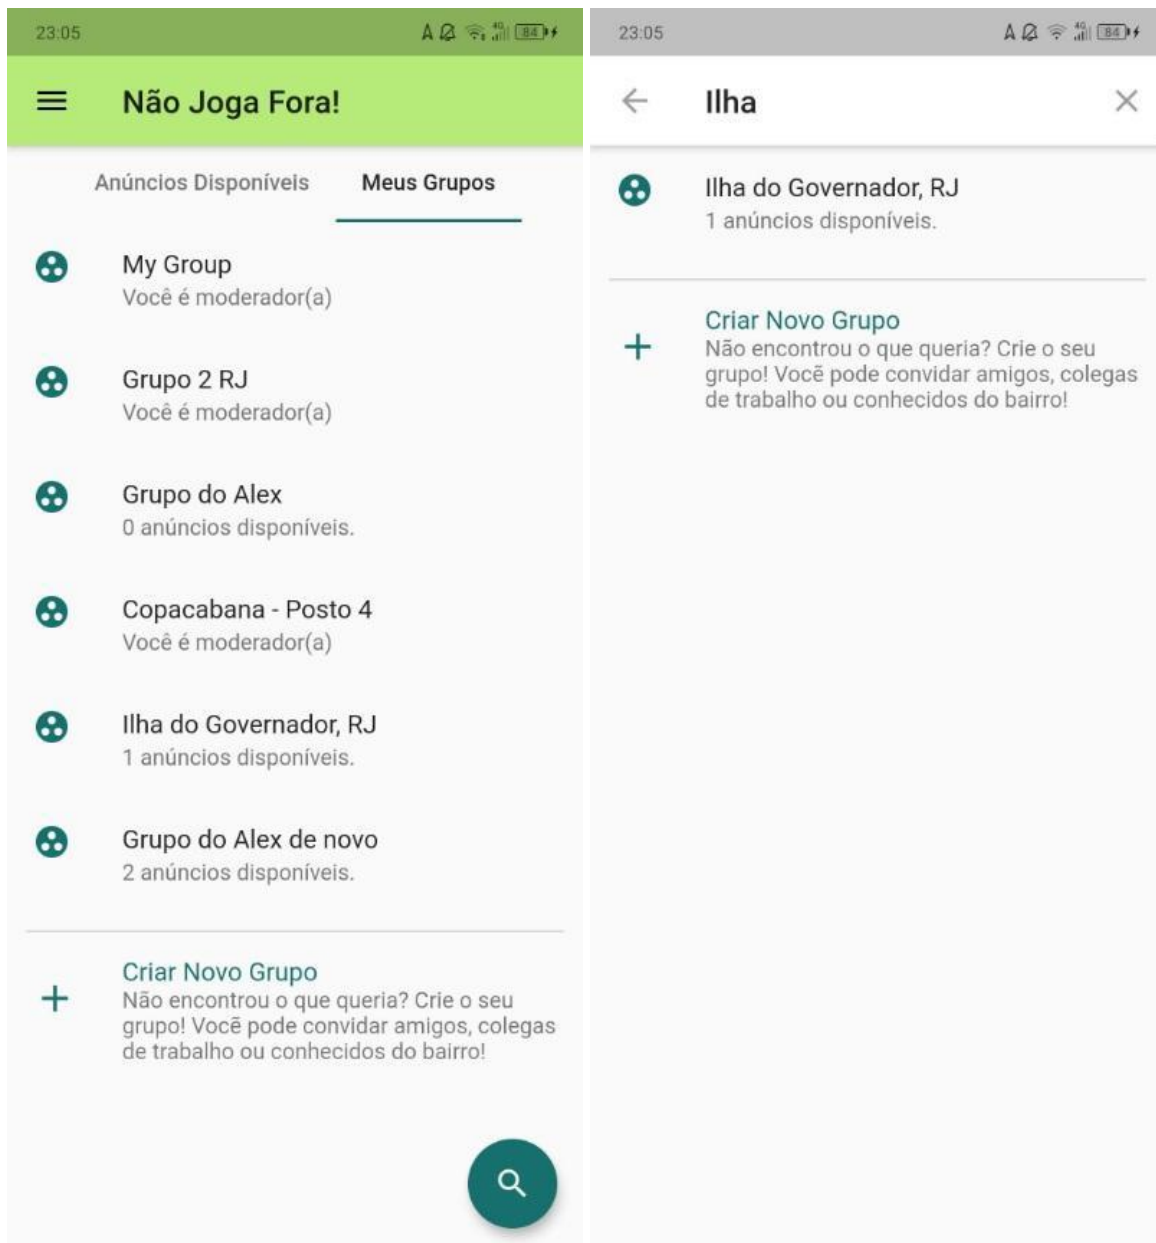 23:05
A 4G 84
Não Joga Fora!
Anúncios Disponíveis
Meus Grupos
My Group
Você é moderador(a)
Grupo 2 RJ
Você é moderador(a)
Grupo do Alex
0 anúncios disponíveis.
Copacabana - Posto 4
Você é moderador(a)
Ilha do Governador, RJ
1 anúncios disponíveis.
Grupo do Alex de novo
2 anúncios disponíveis.
Criar Novo Grupo
Não encontrou o que queria? Crie o seu
grupo! Você pode convidar amigos, colegas
de trabalho ou conhecidos do bairro!
23:05
A 4G 84
Ilha
Ilha do Governador, RJ
1 anúncios disponíveis.
Criar Novo Grupo
Não encontrou o que queria? Crie o seu
grupo! Você pode convidar amigos, colegas
de trabalho ou conhecidos do bairro!